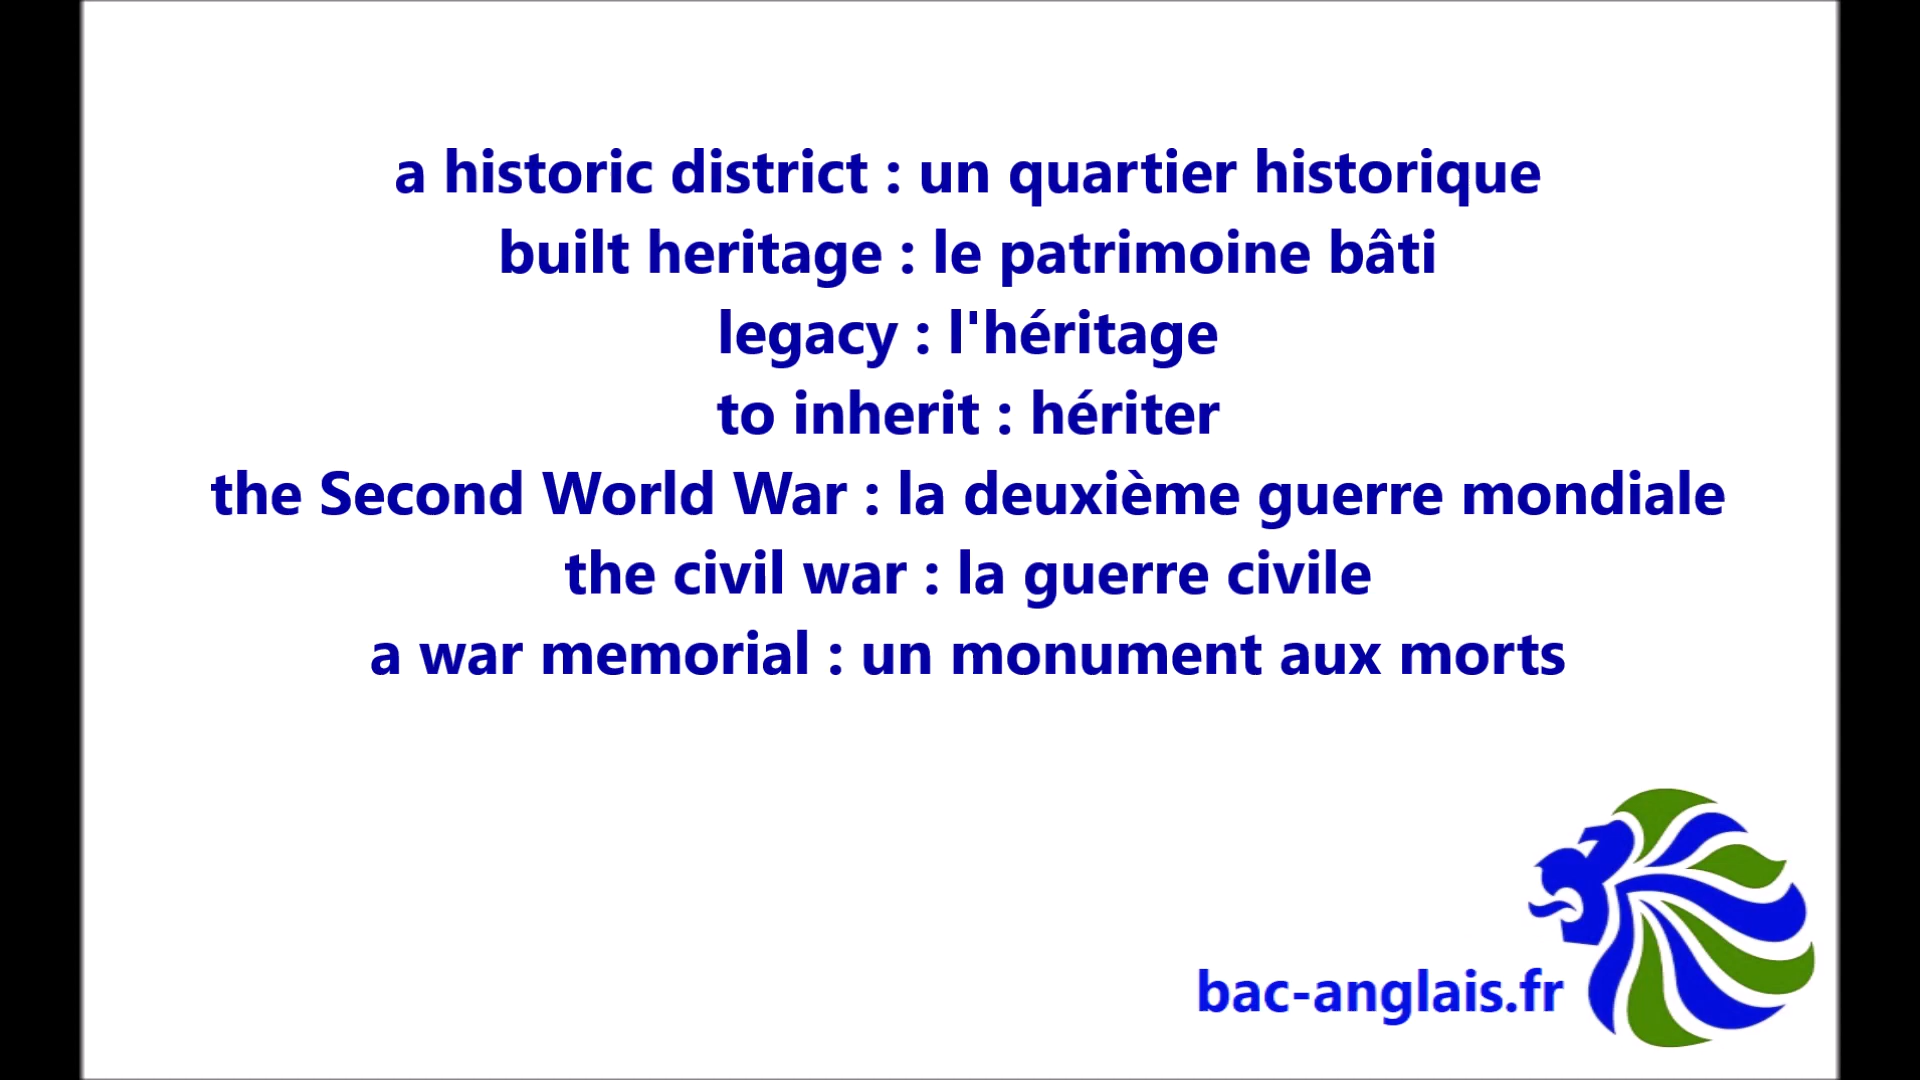 a historic district : un quartier historique
built heritage : le patrimoine bâti
legacy : l'héritage
to inherit : hériter
the Second World War : la deuxième guerre mondiale
the civil war : la guerre civile
a war memorial : un monument aux morts
bac-anglais.fr